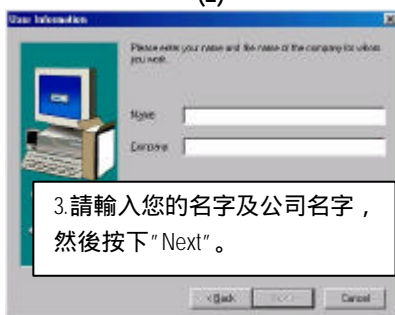 User Information
Please enter your name and the name of the company for whom
you work.
Name
Company
3.請輸入您的名字及公司名字，
然後按下"Next"。
<Back
Cancel